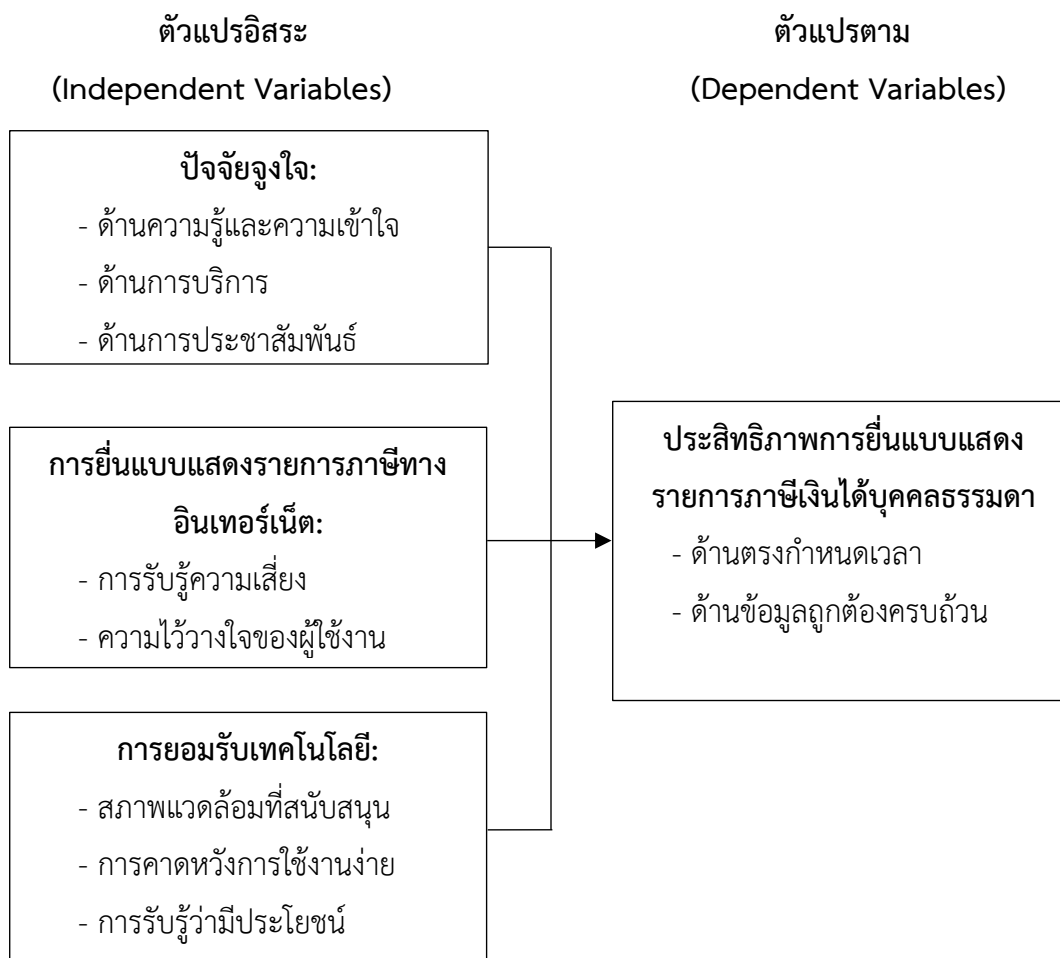 ตัวแปรอิสระ
(Independent Variables)
ปัจจัยจูงใจ:
- ด้านความรู้และความเข้าใจ
- ด้านการบริการ
- ด้านการประชาสัมพันธ์
การยื่นแบบแสดงรายการภาษีทาง
อินเทอร์เน็ต:
- การรับรู้ความเสี่ยง
- ความไว้วางใจของผู้ใช้งาน
การยอมรับเทคโนโลยี:
- สภาพแวดล้อมที่สนับสนุน
- การคาดหวังการใช้งานง่าย
- การรับรู้ว่ามีประโยชน์
ตัวแปรตาม
(Dependent Variables)
ประสิทธิภาพการยื่นแบบแสดง
รายการภาษีเงินได้บุคคลธรรมดา
- ด้านตรงกำหนดเวลา
- ด้านข้อมูลถูกต้องครบถ้วน